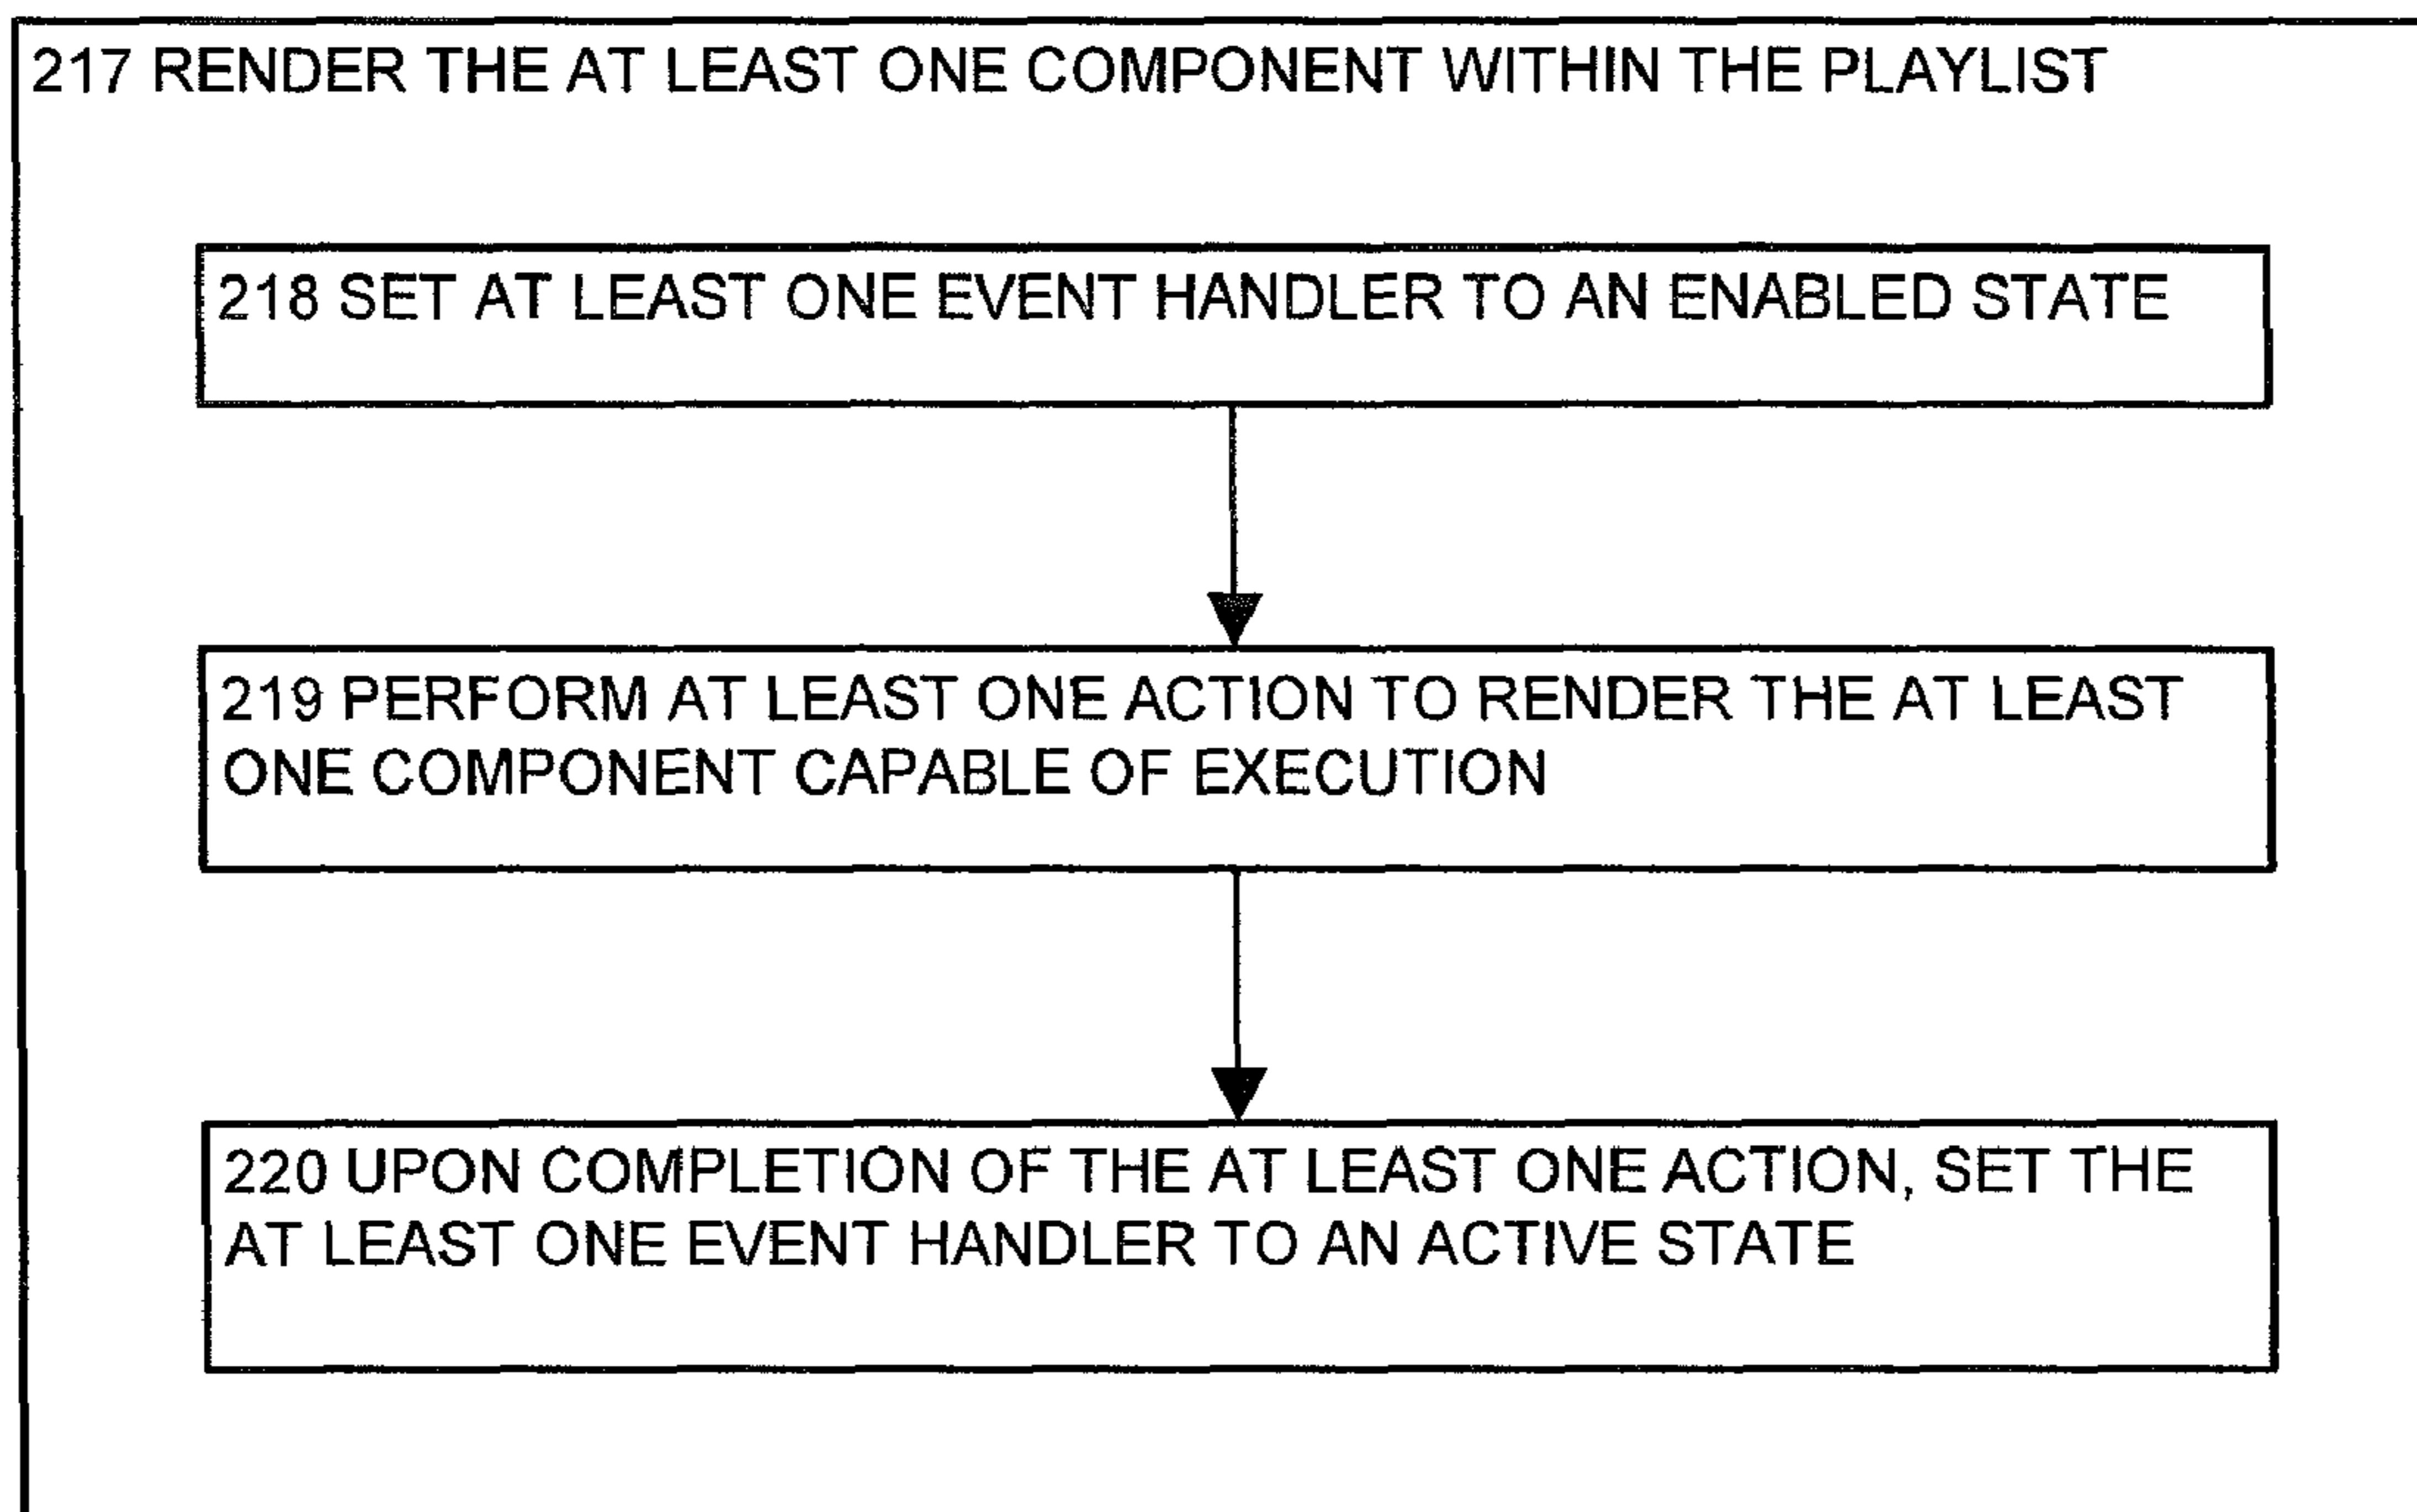 217 RENDER THE AT LEAST ONE COMPONENT WITHIN THE PLAYLIST
218 SET AT LEAST ONE EVENT HANDLER TO AN ENABLED STATE
219 PERFORM AT LEAST ONE ACTION TO RENDER THE AT LEAST
ONE COMPONENT CAPABLE OF EXECUTION
220 UPON COMPLETION OF THE AT LEAST ONE ACTION, SET THE
AT LEAST ONE EVENT HANDLER TO AN ACTIVE STATE